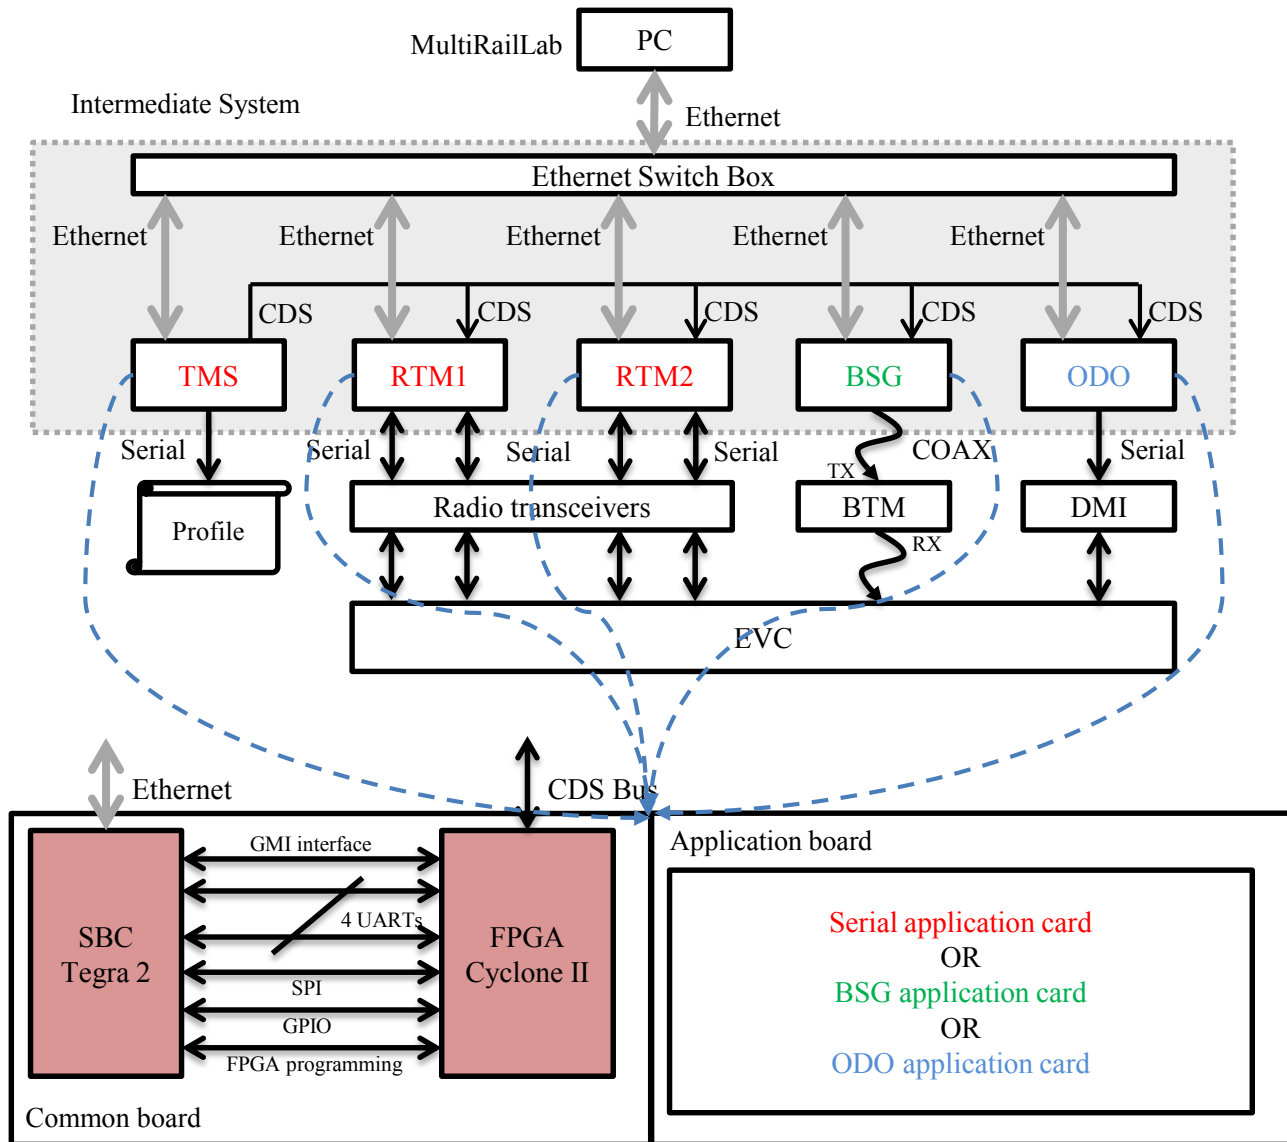 MultiRailLab
PC
Intermediate System
Ethernet
Ethernet Switch Box
Ethernet
Ethernet
Ethernet
Ethernet
Ethernet
CDS
CDS
CDS
CDS
CDS
TMS
RTM1
RTM2
BSG
ODO
Serial
Serial
Serial
Serial
Serial
COAX
Serial
TX
Radio transceivers
BTM
DMI
Profile
RX
EVC
Ethernet
CDS Bus
GMI interface
4 UARTs
SBC
Tegra 2
FPGA
Cyclone II
SPI
GPIO
FPGA programming
Common board
Application board
Serial application card
OR
BSG application card
OR
ODO application card